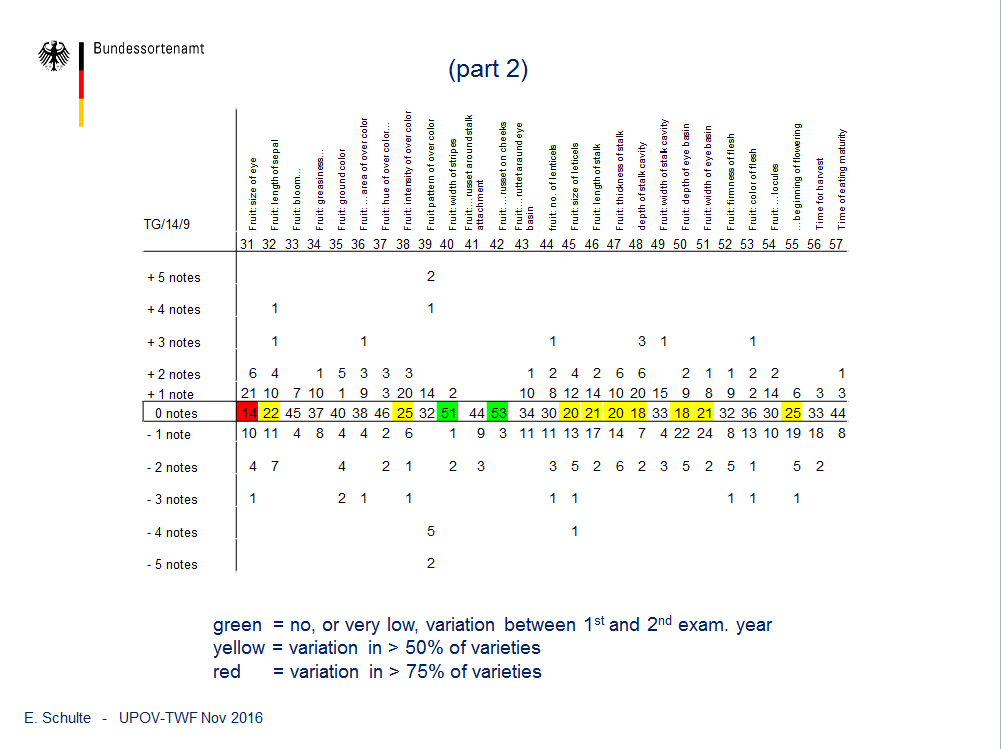 Bundessortenamt
(part 2)
TG/14/9
Fruit: size of eye
Fruit: length of sepal
Fruit: bloom...
Fruit: greasiness...
Fruit: ground color
Fruit: ... area of over color
Fruit: hue of over color...
Fruit: intensity of over color
Fruit pattern of over color
Fruit: width of stripes
Fruit:... russet around stalk
attachment
Fruit: ... russet on cheeks
Fruit:... ruttet araund eye
basin
fruit: no.. of lenticels
Fruit: size of lenticels
Fruit: length of stalk
Fruit: thickness of stalk
depth of stalk cavity
Fruit: width of stalk cavity
Fruit: depth of eye basin
Fruit: width of eye basin
Fruit: firmness of flesh
Fruit: color of flesh
Fruit: ... locules
... beginning of flowering
Time for harvest
Time of eating maturity
31 32 33 34 35 36 37 38 39 40 41 42 43 44 45 46 47 48 49 50 51 52 53 54 55 56 57
+ 5 notes 2
+ 4 notes 1 1
+ 3 notes 1 1 1 3 1 1
+ 2 notes 6 4 1 5 3 3 3 1 2 4 2 6 6 2 1 1 2 2 1
+ 1 note 21 10 7 10 1 9 3 20 14 2 10 8 12 14 10 20 15 9 8 9 2 14 6 3 3
0 notes 14 22 45 37 40 38 46 25 32 51 44 53 34 30 20 21 20 18 33 18 21 32 36 30 25 33 44
- 1 note 10 11 4 8 4 4 2 6 1 9 3 11 11 13 17 14 7 4 22 24 8 13 10 19 18 8
- 2 notes 4 7 4 2 1 2 3 3 5 2 6 2 3 5 2 5 1 5 2
- 3 notes 1 2 1 1 1 1 1 1 1
- 4 notes 5 1
- 5 notes 2
green = no, or very low, variation between 1st and 2nd exam. year
yellow = variation in > 50% of varieties
red = variation in > 75% of varieties
E. Schulte - UPOV-TWF Nov 2016